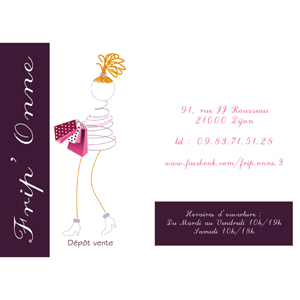 Frip' Onne
Dépôt vente
91, rue JJ Rousseau
21000 Dijon
tél : 09.83.71.51.28
www.facebook.com/frip.onne.3
Horaires d'ouverture :
Du Mardi au Vendredi 10h/19h
Samedi 10h/18h